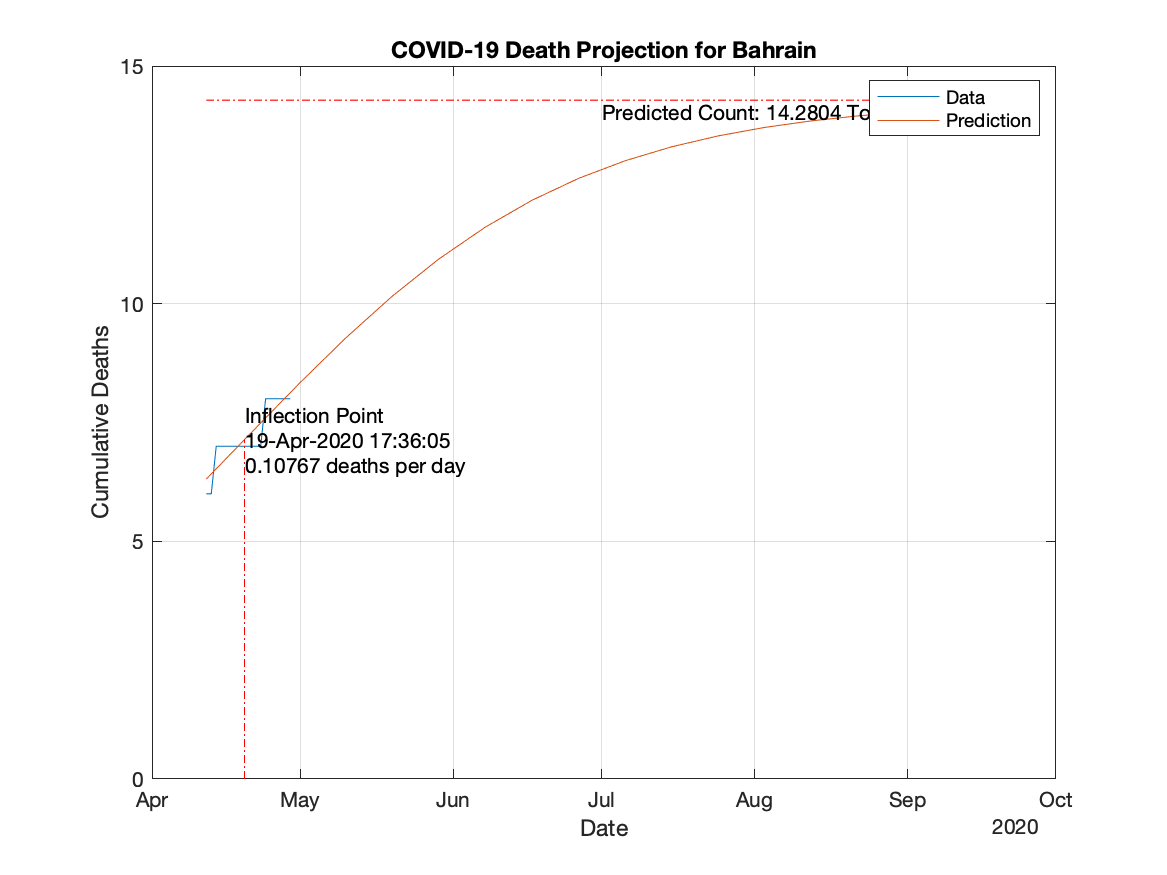 COVID-19 Death Projection for Bahrain
15
Predicted Count: 14.2804 To
Data
Prediction
10
Cumulative Deaths
Inflection Point
19-Apr-2020 17:36:05
0.10767 deaths per day
5
0
Apr May Jun Jul Aug Sep Oct
Date
2020